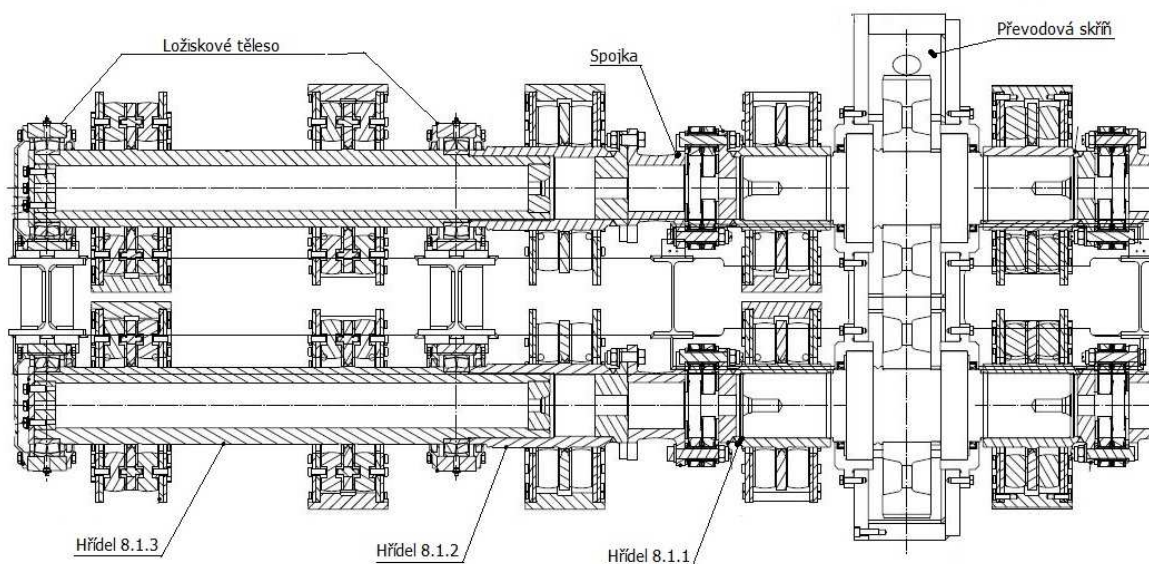 Převodová skříň
Ložiskové těleso
Spojka
Hřídel 8.1.3
Hřídel 8.1.2
Hřídel 8.1.1